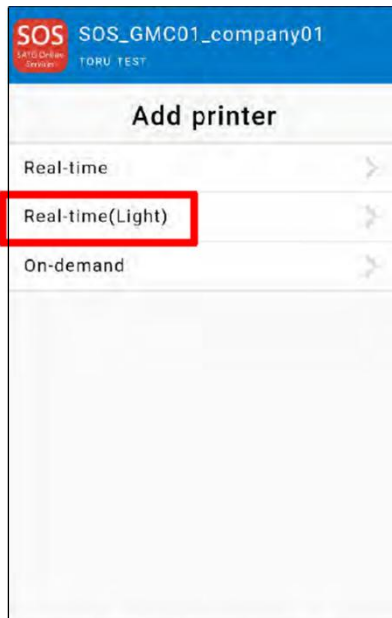 SOS
SATO Online
Services
SOS_GMC01_company01
TORU TEST
Add printer
Real-time
Real-time(Light)
On-demand